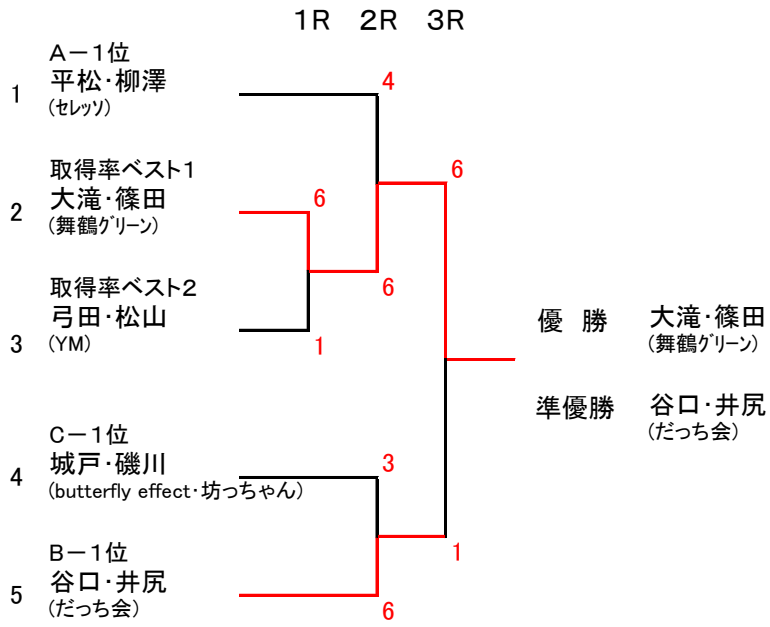 1R 2R 3R
A－1位
1 平松・柳澤
(セレッソ)
4
取得率ベスト1
2 大滝・篠田
(舞鶴グリーン)
6
6
取得率ベスト2
3 弓田・松山
(YM)
1
6
優 勝 大滝・篠田
(舞鶴グリーン)
準優勝 谷口・井尻
(だっち会)
C－1位
4 城戸・磯川
(butterfly effect・坊っちゃん)
3
B－1位
5 谷口・井尻
(だっち会)
6
1